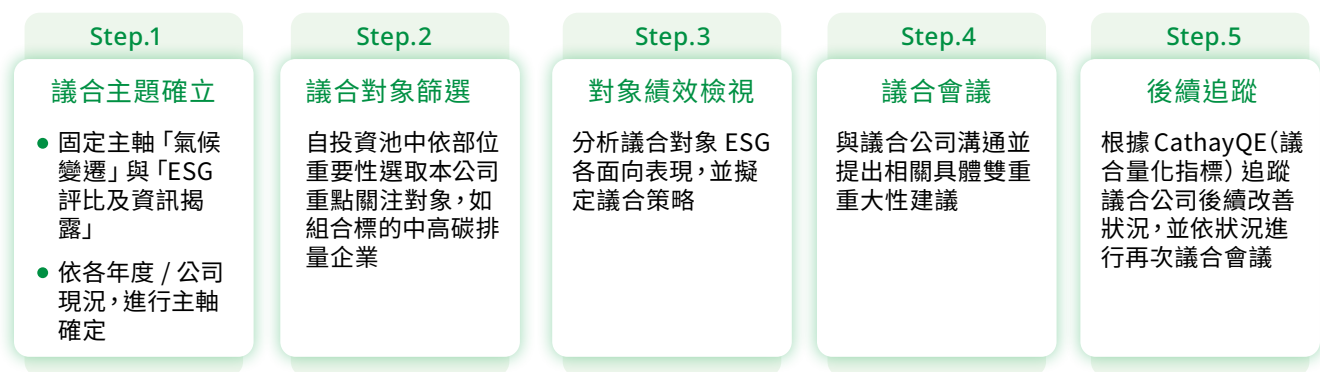 Step.1
議合主題確立
• 固定主軸「氣候
變遷」與「ESG
評比及資訊揭
露」
• 依各年度 / 公司
現況，進行主軸
確定
Step.2
議合對象篩選
自投資池中依部位
重要性選取本公司
重點關注對象，如
組合標的中高碳排
量企業
Step.3
對象績效檢視
分析議合對象 ESG
各面向表現，並擬
定議合策略
Step.4
議合會議
與議合公司溝通並
提出相關具體雙重
重大性建議
Step.5
後續追蹤
根據 CathayQE（議
合量化指標）追蹤
議合公司後續改善
狀況，並依狀況進
行再次議合會議